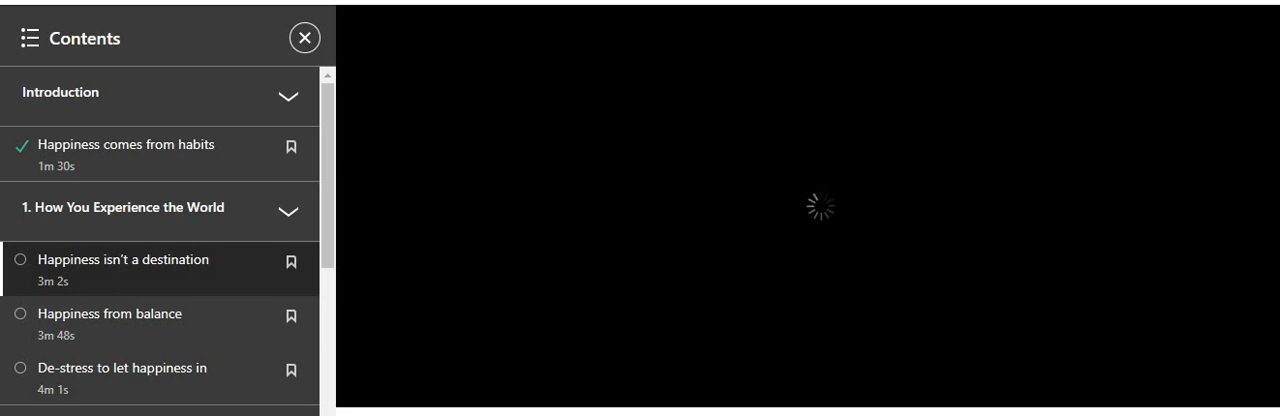 Contents
Introduction
Happiness comes from habits
1m 30s
1. How You Experience the World
Happiness isn’t a destination
3m 2s
Happiness from balance
3m 48s
De-stress to let happiness in
4m 1s